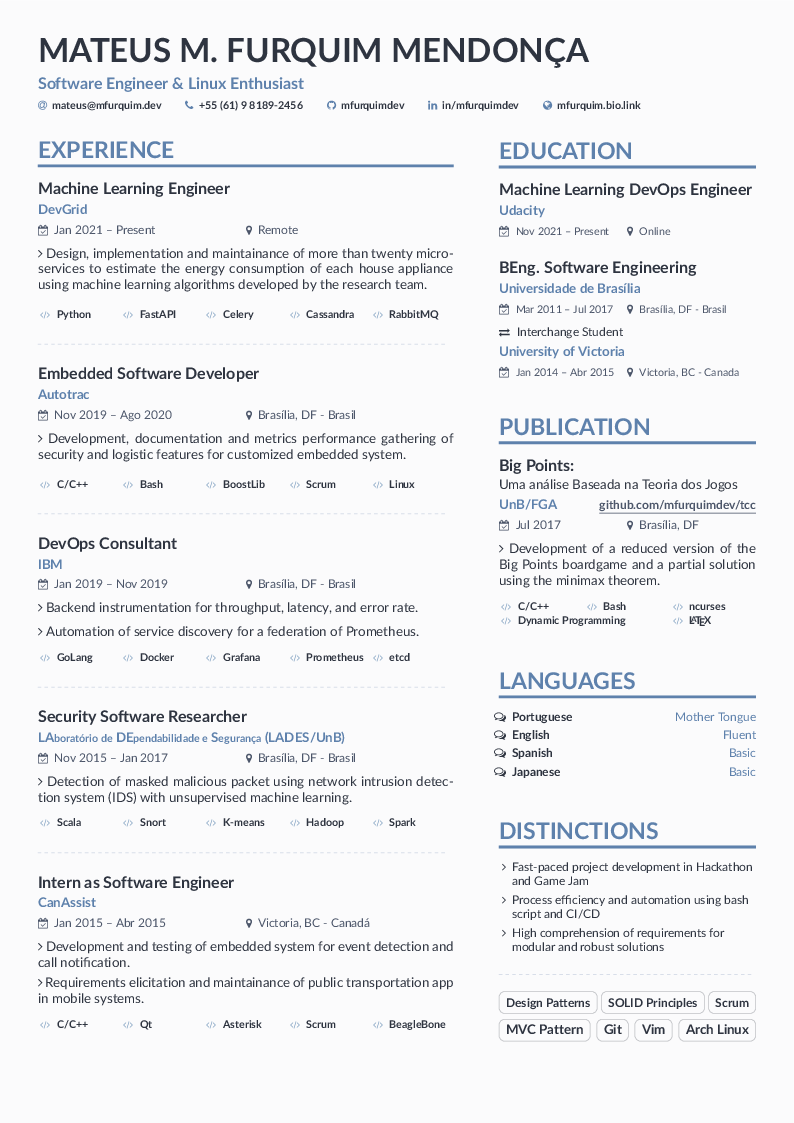 MATEUS M. FURQUIM MENDONÇA
Software Engineer & Linux Enthusiast
mateus@mfurquim.dev +55 (61) 9 8189-2456 mfurquimdev in/mfurquimdev mfurquim.bio.link
EXPERIENCE
Machine Learning Engineer
DevGrid
Jan 2021 – Present Remote
› Design, implementation and maintainance of more than twenty micro-
services to estimate the energy consumption of each house appliance
using machine learning algorithms developed by the research team.
Python FastAPI Celery Cassandra RabbitMQ
Embedded Software Developer
Autotrac
Nov 2019 – Ago 2020 Brasília, DF - Brasil
› Development, documentation and metrics performance gathering of
security and logistic features for customized embedded system.
C/C++ Bash BoostLib Scrum Linux
DevOps Consultant
IBM
Jan 2019 – Nov 2019 Brasília, DF - Brasil
› Backend instrumentation for throughput, latency, and error rate.
› Automation of service discovery for a federation of Prometheus.
GoLang Docker Grafana Prometheus etcd
Security Software Researcher
LAboratório de DEpendabilidade e Segurança (LADES/UnB)
Nov 2015 – Jan 2017 Brasília, DF - Brasil
› Detection of masked malicious packet using network intrusion detec-
tion system (IDS) with unsupervised machine learning.
Scala Snort K-means Hadoop Spark
Intern as Software Engineer
CanAssist
Jan 2015 – Abr 2015 Victoria, BC - Canadá
› Development and testing of embedded system for event detection and
call notification.
› Requirements elicitation and maintainance of public transportation app
in mobile systems.
C/C++ Qt Asterisk Scrum BeagleBone
EDUCATION
Machine Learning DevOps Engineer
Udacity
Nov 2021 – Present Online
BEng. Software Engineering
Universidade de Brasília
Mar 2011 – Jul 2017 Brasília, DF - Brasil
Interchange Student
University of Victoria
Jan 2014 – Abr 2015 Victoria, BC - Canada
PUBLICATION
Big Points:
Uma análise Baseada na Teoria dos Jogos
UnB/FGA github.com/mfurquimdev/tcc
Jul 2017 Brasília, DF
› Development of a reduced version of the
Big Points boardgame and a partial solution
using the minimax theorem.
C/C++ Bash ncurses
Dynamic Programming LATEX
LANGUAGES
Portuguese Mother Tongue
English Fluent
Spanish Basic
Japanese Basic
DISTINCTIONS
› Fast-paced project development in Hackathon
and Game Jam
› Process efficiency and automation using bash
script and CI/CD
› High comprehension of requirements for
modular and robust solutions
Design Patterns SOLID Principles Scrum
MVC Pattern Git Vim Arch Linux